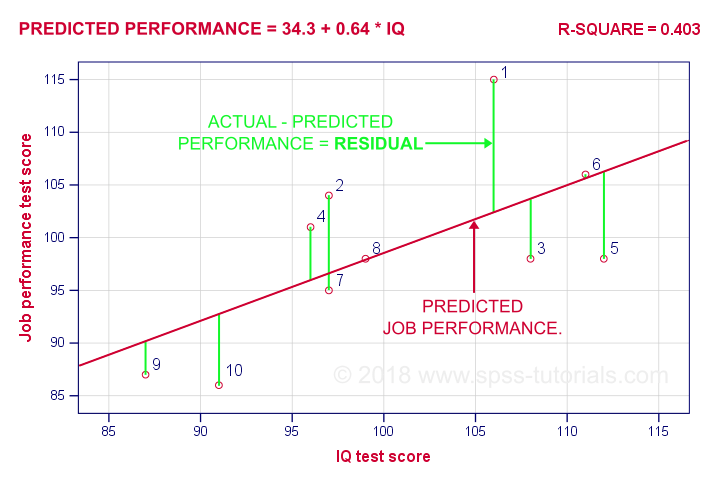 PREDICTED PERFORMANCE = 34.3 + 0.64 * IQ
R-SQUARE = 0.403
115
110
105
100
95
90
85
Job performance test score
ACTUAL - PREDICTED
PERFORMANCE = RESIDUAL
1
2
4
6
8
3
5
7
PREDICTED
JOB PERFORMANCE.
9
10
© 2018 www.spss-tutorials.com
85
90
95
100
105
110
115
IQ test score